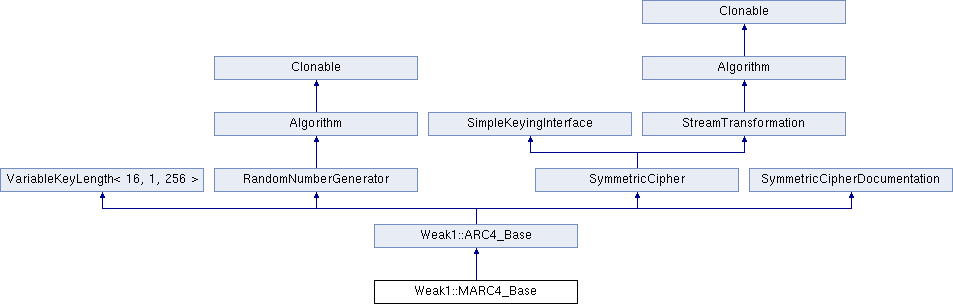 Clonable
Clonable
Algorithm
Algorithm
SimpleKeyingInterface
StreamTransformation
VariableKeyLength< 16, 1, 256 >
RandomNumberGenerator
SymmetricCipher
SymmetricCipherDocumentation
Weak1::ARC4_Base
Weak1::MARC4_Base